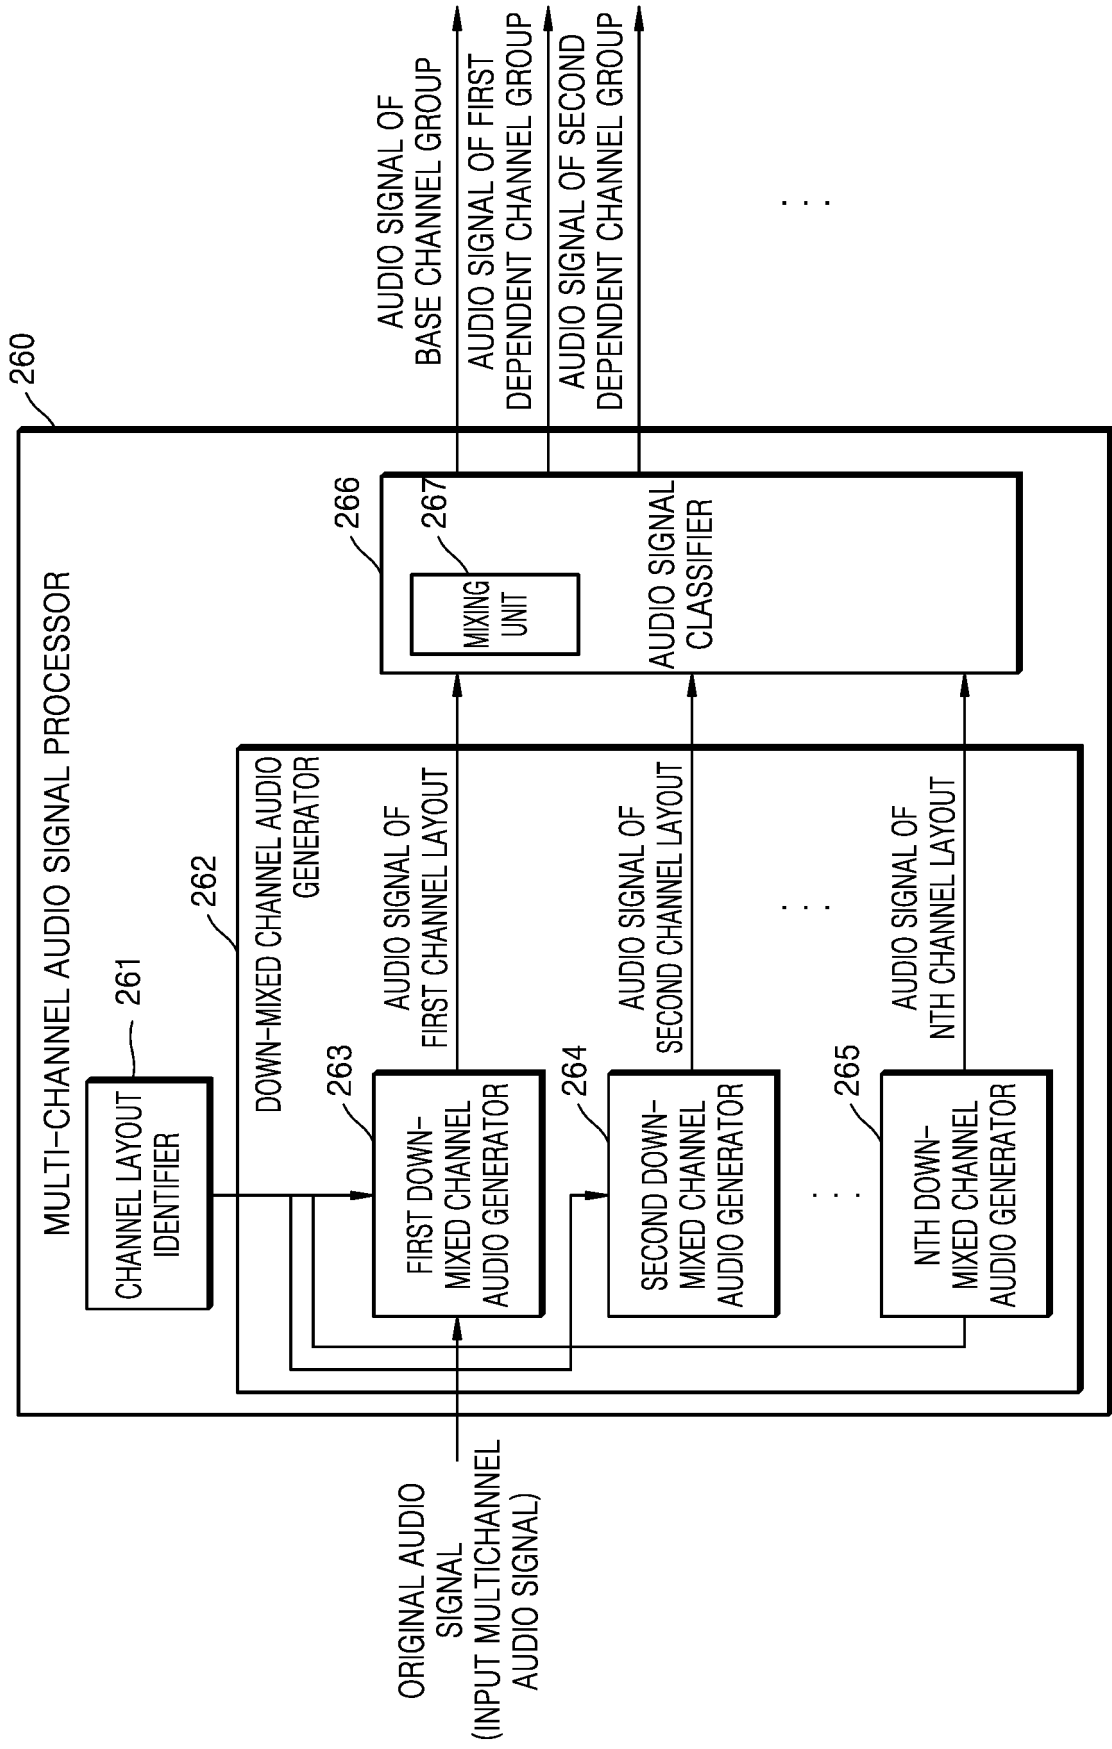 260
MULTI-CHANNEL AUDIO SIGNAL PROCESSOR
CHANNEL LAYOUT
IDENTIFIER
261
262
DOWN-MIXED CHANNEL AUDIO
GENERATOR
ORIGINAL AUDIO
SIGNAL
(INPUT MULTICHANNEL
AUDIO SIGNAL)
263
FIRST DOWN-
MIXED CHANNEL
AUDIO GENERATOR
AUDIO SIGNAL OF
FIRST CHANNEL LAYOUT
264
SECOND DOWN-
MIXED CHANNEL
AUDIO GENERATOR
AUDIO SIGNAL OF
SECOND CHANNEL LAYOUT
. . .
. . .
265
NTH DOWN-
MIXED CHANNEL
AUDIO GENERATOR
AUDIO SIGNAL OF
NTH CHANNEL LAYOUT
266
267
MIXING
UNIT
AUDIO SIGNAL
CLASSIFIER
AUDIO SIGNAL OF
BASE CHANNEL GROUP
AUDIO SIGNAL OF FIRST
DEPENDENT CHANNEL GROUP
AUDIO SIGNAL OF SECOND
DEPENDENT CHANNEL GROUP
. . .